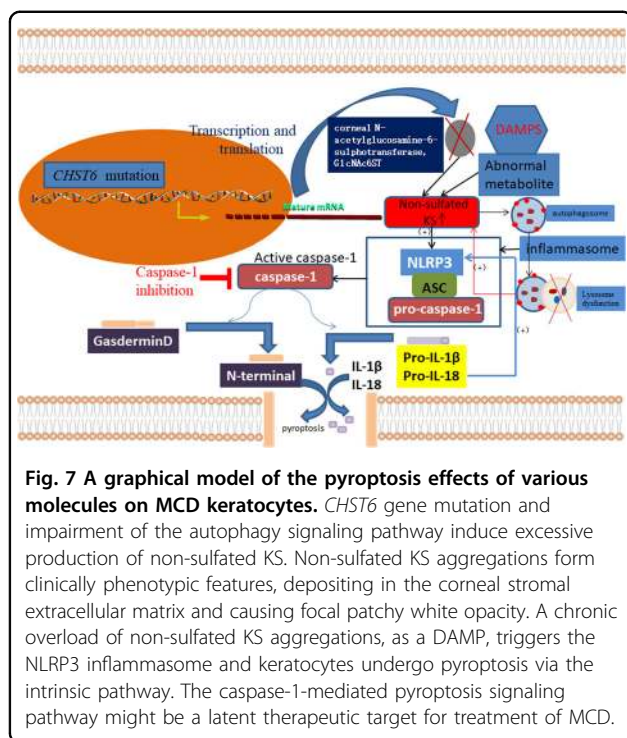 Transcription and
translation
corneal N-
acetylglucosamine-6-
sulphotransferase,
GlcNAc6ST
DAMPS
Abnormal
metabolite
CHST6 mutation
mature mRNA
Non-sulfated
KS↑
(+)
autophagosome
inflammasome
NLRP3
(+)
ASC
pro-caspase-1
Lysosome
dysfunction
(+)
Active caspase-1
caspase-1
Caspase-1
inhibition
GasderminD
N-terminal
IL-1β
IL-18
Pro-IL-1β
Pro-IL-18
pyroptosis
Fig. 7 A graphical model of the pyroptosis effects of various
molecules on MCD keratocytes. CHST6 gene mutation and
impairment of the autophagy signaling pathway induce excessive
production of non-sulfated KS. Non-sulfated KS aggregations form
clinically phenotypic features, depositing in the corneal stromal
extracellular matrix and causing focal patchy white opacity. A chronic
overload of non-sulfated KS aggregations, as a DAMP, triggers the
NLRP3 inflammasome and keratocytes undergo pyroptosis via the
intrinsic pathway. The caspase-1-mediated pyroptosis signaling
pathway might be a latent therapeutic target for treatment of MCD.